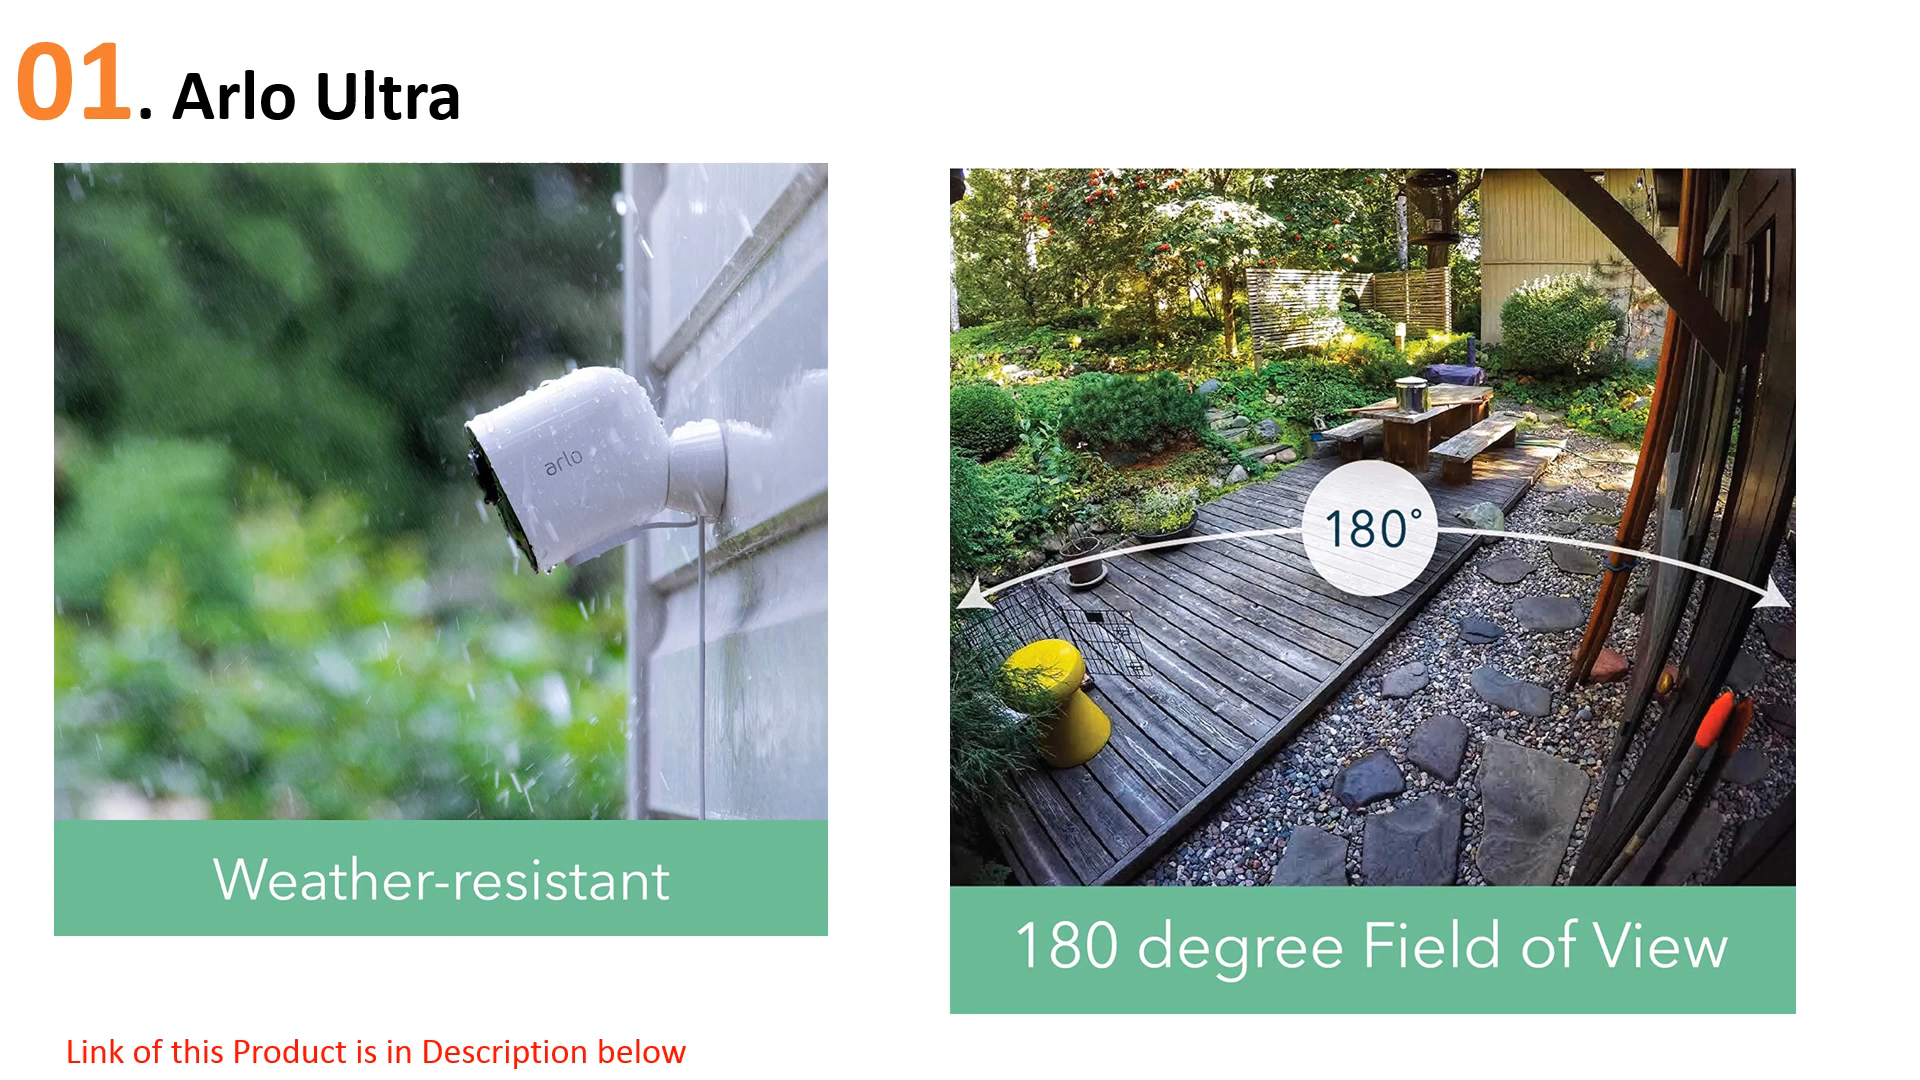 01. Arlo Ultra
arlo
Weather-resistant
180°
180 degree Field of View
Link of this Product is in Description below